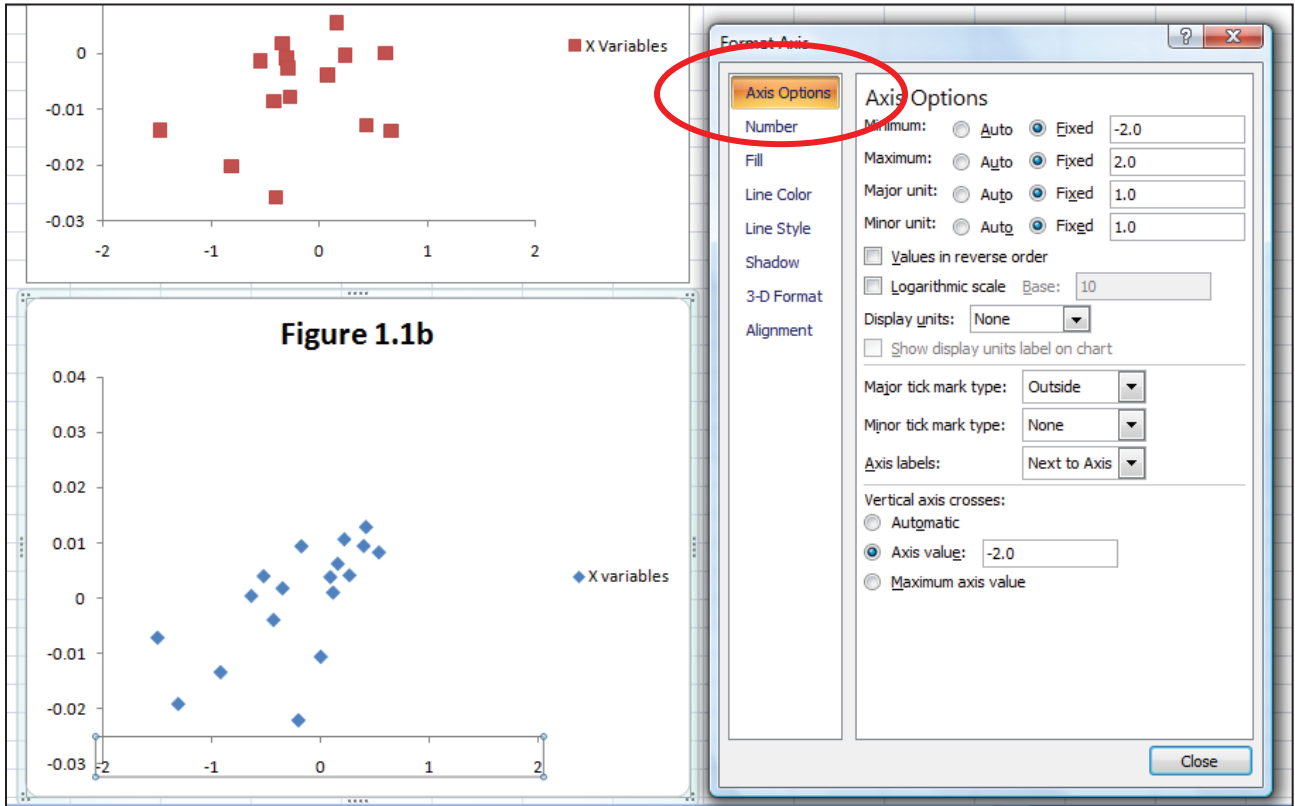 0
-0.01
-0.02
-0.03
-2 -1 0 1 2
X Variables
Figure 1.1b
0.04
0.03
0.02
0.01
0
-0.01
-0.02
-0.03
-2 -1 0 1 2
X variables
Format Axis
?
X
Axis Options
Number
Fill
Line Color
Line Style
Shadow
3-D Format
Alignment
Axis Options
Minimum: Auto Fixed -2.0
Maximum: Auto Fixed 2.0
Major unit: Auto Fixed 1.0
Minor unit: Auto Fixed 1.0
Values in reverse order
Logarithmic scale Base: 10
Display units: None
Show display units label on chart
Major tick mark type: Outside
Minor tick mark type: None
Axis labels: Next to Axis
Vertical axis crosses:
Automatic
Axis value: -2.0
Maximum axis value
Close